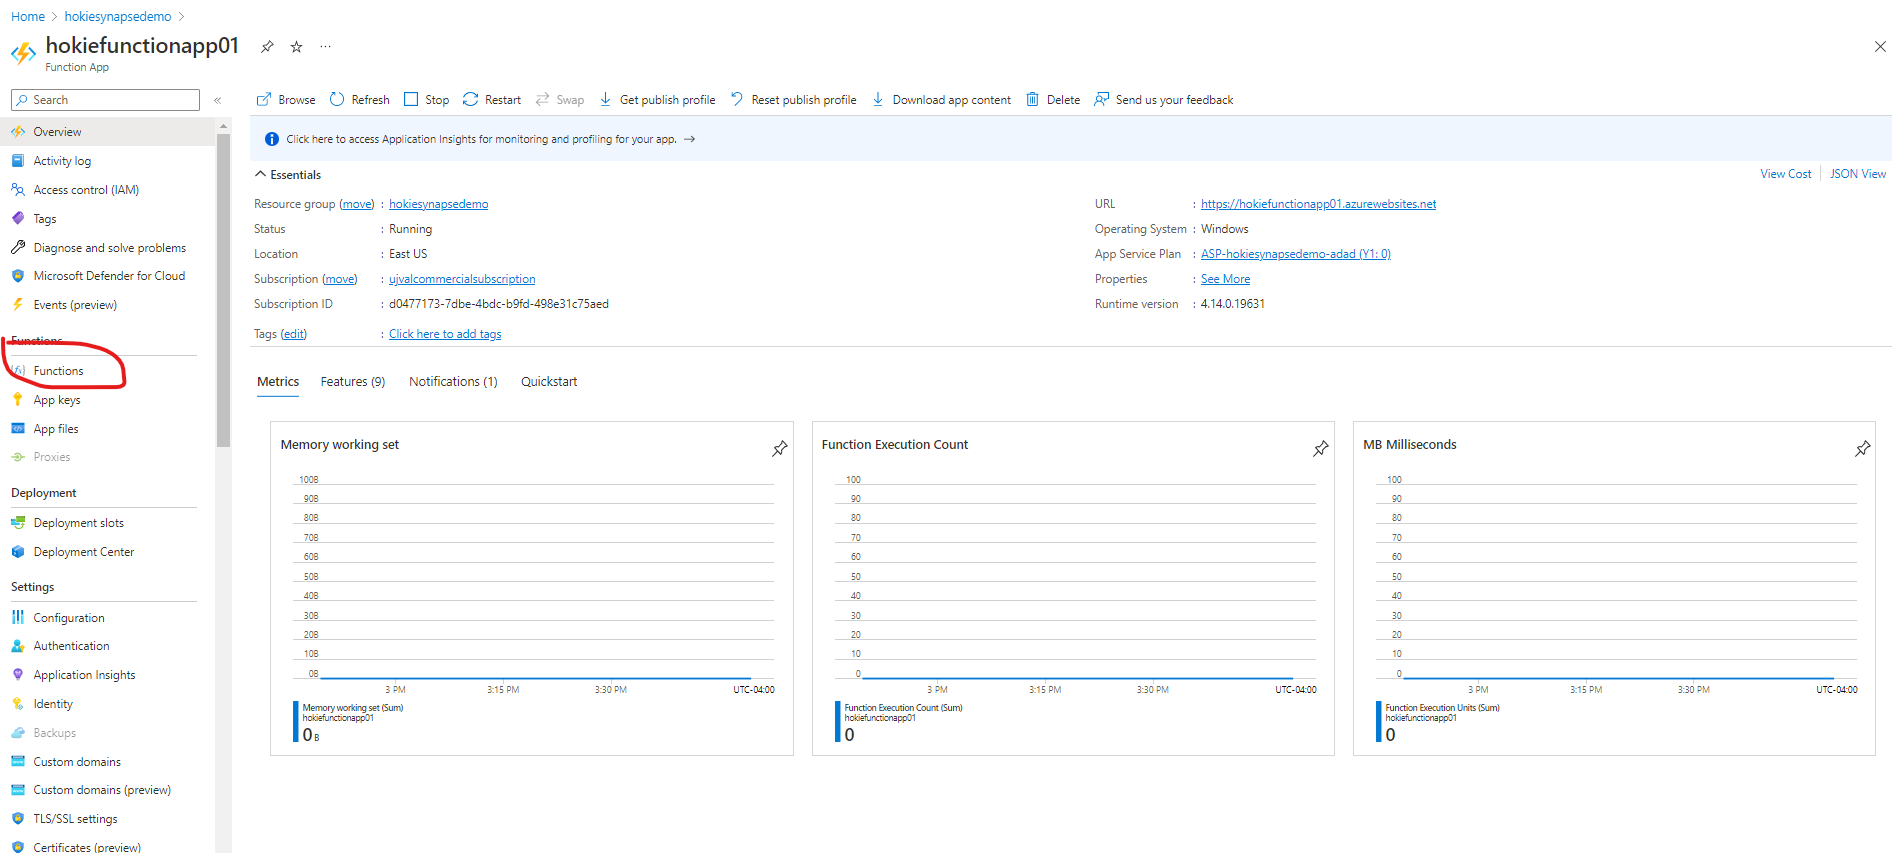 Home > hokiesynapsedemo >
hokiefunctionapp01 ...
Function App
Search «
Overview
Activity log
Access control (IAM)
Tags
Diagnose and solve problems
Microsoft Defender for Cloud
Events (preview)
Functions
Functions
App keys
App files
Proxies
Deployment
Deployment slots
Deployment Center
Settings
Configuration
Authentication
Application Insights
Identity
Backups
Custom domains
Custom domains (preview)
TLS/SSL settings
Certificates (preview)
Browse Refresh Stop Restart Swap Get publish profile Reset publish profile Download app content Delete Send us your feedback
Click here to access Application Insights for monitoring and profiling for your app. →
Essentials View Cost JSON View
Resource group (move) : hokiesynapsedemo
Status : Running
Location : East US
Subscription (move) : ujvalcommercialsubscription
Subscription ID : d0477173-7dbe-4bdc-b9fd-498e31c75aed
Tags (edit) : Click here to add tags
URL : https://hokiefunctionapp01.azurewebsites.net
Operating System : Windows
App Service Plan : ASP-hokiesynapsedemo-adad (Y1: 0)
Properties : See More
Runtime version : 4.14.0.19631
Metrics Features (9) Notifications (1) Quickstart
Memory working set
100B
90B
80B
70B
60B
50B
40B
30B
20B
10B
0B
3 PM 3:15 PM 3:30 PM UTC-04:00
Memory working set (Sum)
hokiefunctionapp01
0 B
Function Execution Count
100
90
80
70
60
50
40
30
20
10
0
3 PM 3:15 PM 3:30 PM UTC-04:00
Function Execution Count (Sum)
hokiefunctionapp01
0
MB Milliseconds
100
90
80
70
60
50
40
30
20
10
0
3 PM 3:15 PM 3:30 PM UTC-04:00
Function Execution Units (Sum)
hokiefunctionapp01
0